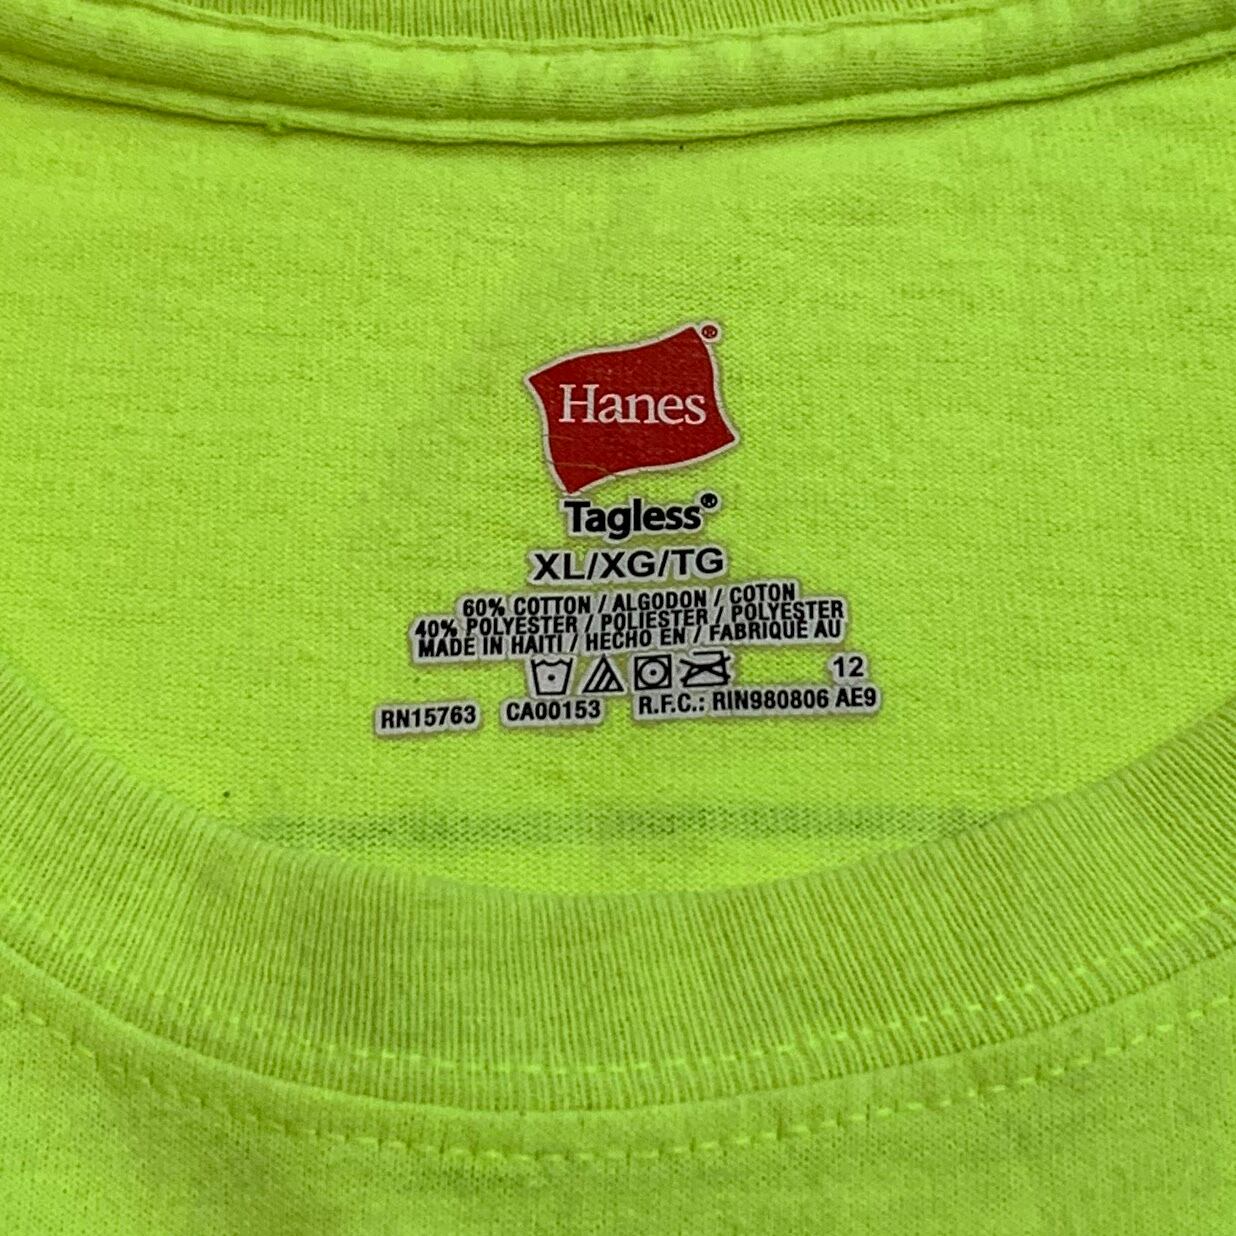 Hanes®
Tagless®
XL/XG/TG
60% COTTON / ALGODON / COTON
40% POLYESTER / POLIESTER / POLYESTER
MADE IN HAITI / HECHO EN / FABRIQUÉ AU
12
RN15763 CA00153 R.F.C.: RIN980806 AE9